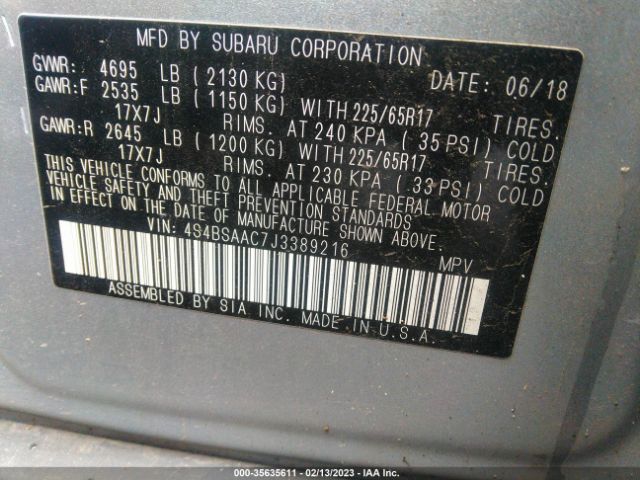 MFD BY SUBARU CORPORATION
GVWR: 4695 LB (2130 KG) DATE: 06/18
GAWR:F 2535 LB (1150 KG) WITH 225/65R17 TIRES.
17X7J RIMS. AT 240 KPA ( 35 PSI) COLD
GAWR:R 2645 LB (1200 KG) WITH 225/65R17 TIRES.
17X7J RIMS. AT 230 KPA ( 33 PSI) COLD
THIS VEHICLE CONFORMS TO ALL APPLICABLE FEDERAL MOTOR
VEHICLE SAFETY AND THEFT PREVENTION STANDARDS
IN EFFECT ON THE DATE OF MANUFACTURE SHOWN ABOVE.
VIN: 4S4BSAAC7J3389216 MPV
ASSEMBLED BY SIA INC. MADE IN U.S.A.
000-35635611 - 02/13/2023 - IAA Inc.